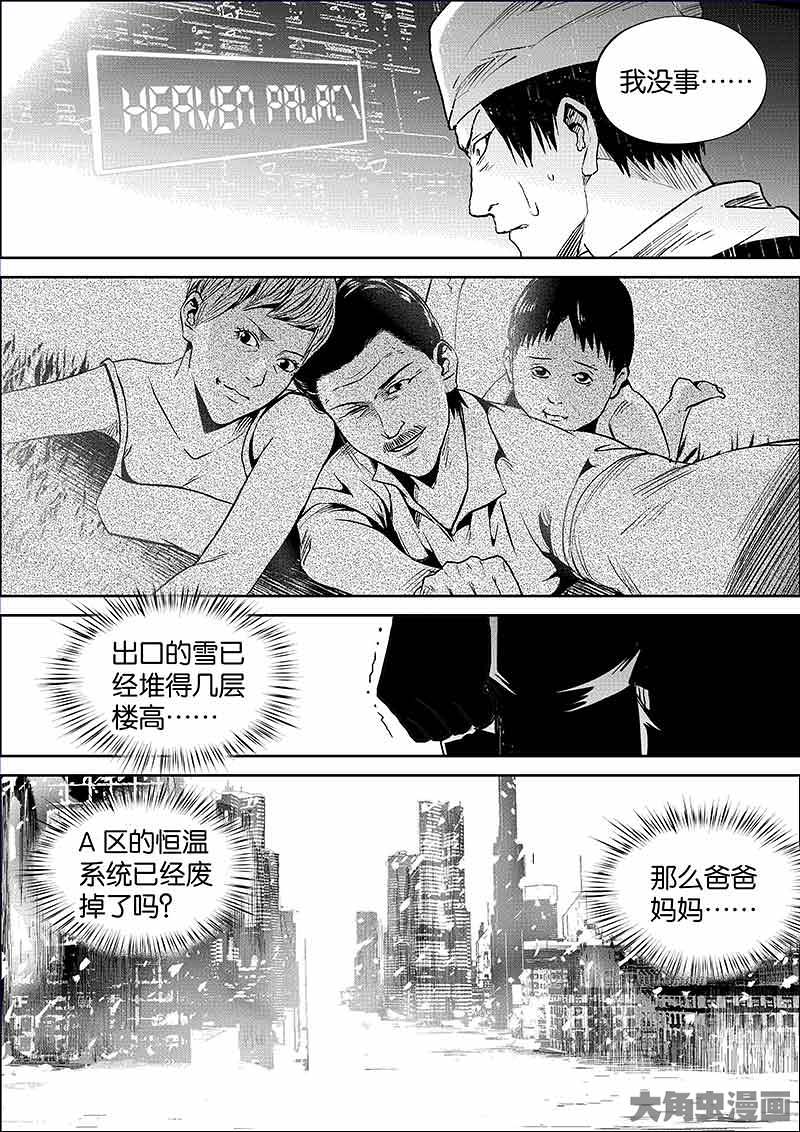 HEAVEN PALAC
我没事……
出口的雪已
经堆得几层
楼高……
A区的恒温
系统已经废
掉了吗？
那么爸爸
妈妈……
大角虫漫画